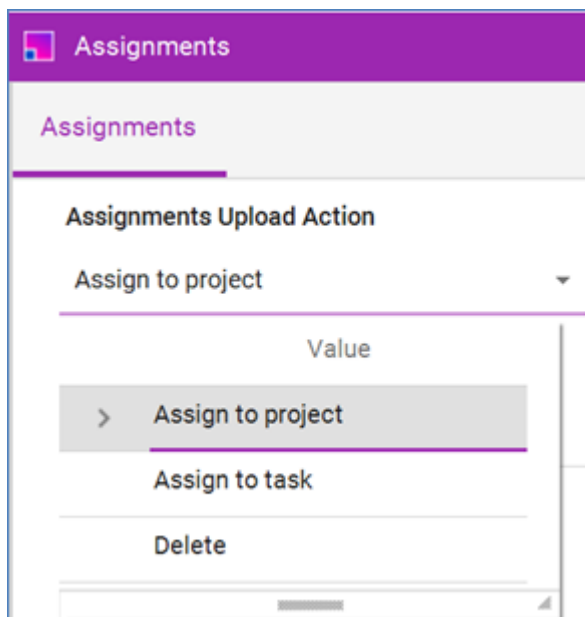 Assignments
Assignments
Assignments Upload Action
Assign to project
Value
Assign to project
Assign to task
Delete